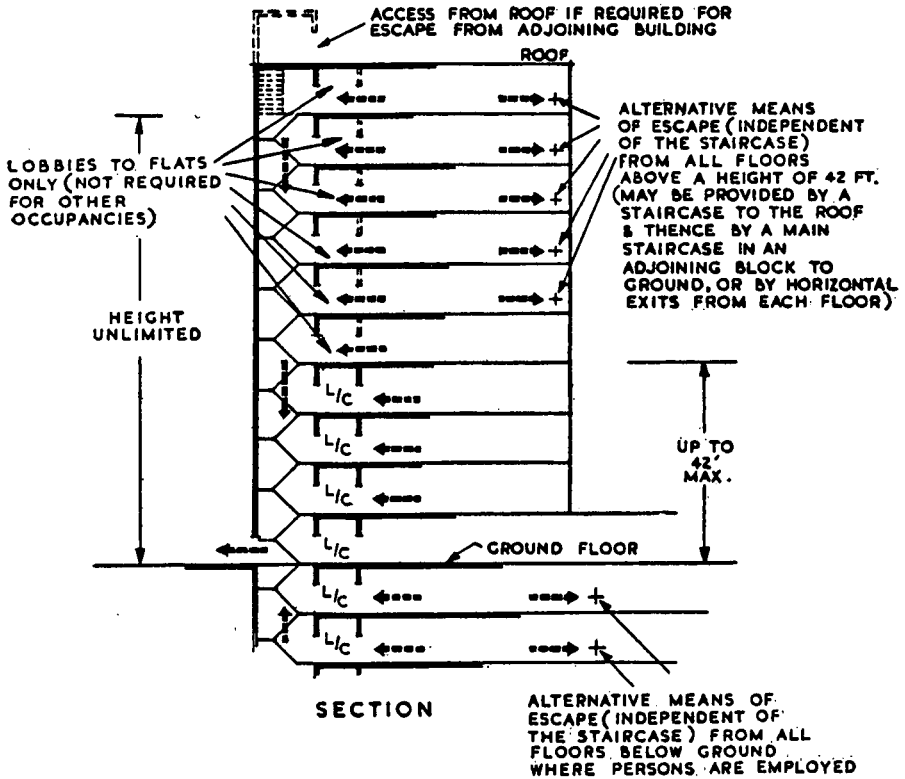 ACCESS FROM ROOF IF REQUIRED FOR
ESCAPE FROM ADJOINING BUILDING
ROOF
ALTERNATIVE MEANS
OF ESCAPE (INDEPENDENT
OF THE STAIRCASE)
FROM ALL FLOORS
ABOVE A HEIGHT OF 42 FT.
(MAY BE PROVIDED BY A
STAIRCASE TO THE ROOF
& THENCE BY A MAIN
STAIRCASE IN AN
ADJOINING BLOCK TO
GROUND, OR BY HORIZONTAL
EXITS FROM EACH FLOOR)
LOBBIES TO FLATS
ONLY (NOT REQUIRED
FOR OTHER
OCCUPANCIES)
HEIGHT
UNLIMITED
L/C
L/C
L/C
L/C
UP TO
42'
MAX.
GROUND FLOOR
L/C
L/C
SECTION
ALTERNATIVE MEANS OF
ESCAPE (INDEPENDENT OF
THE STAIRCASE) FROM ALL
FLOORS BELOW GROUND
WHERE PERSONS ARE EMPLOYED